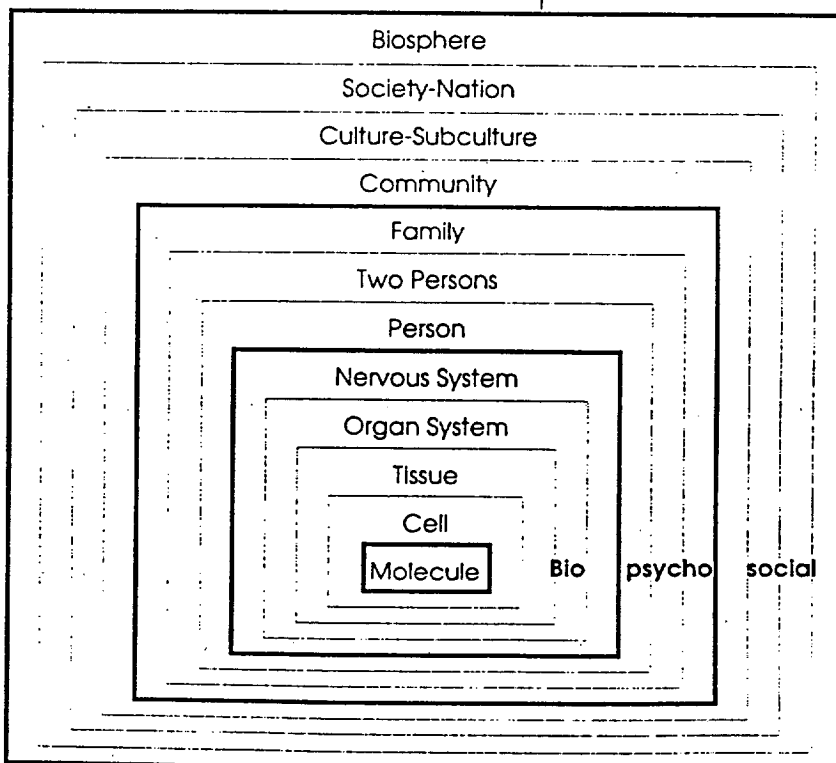 Biosphere
Society-Nation
Culture-Subculture
Community
Family
Two Persons
Person
Nervous System
Organ System
Tissue
Cell
Molecule Bio psycho social